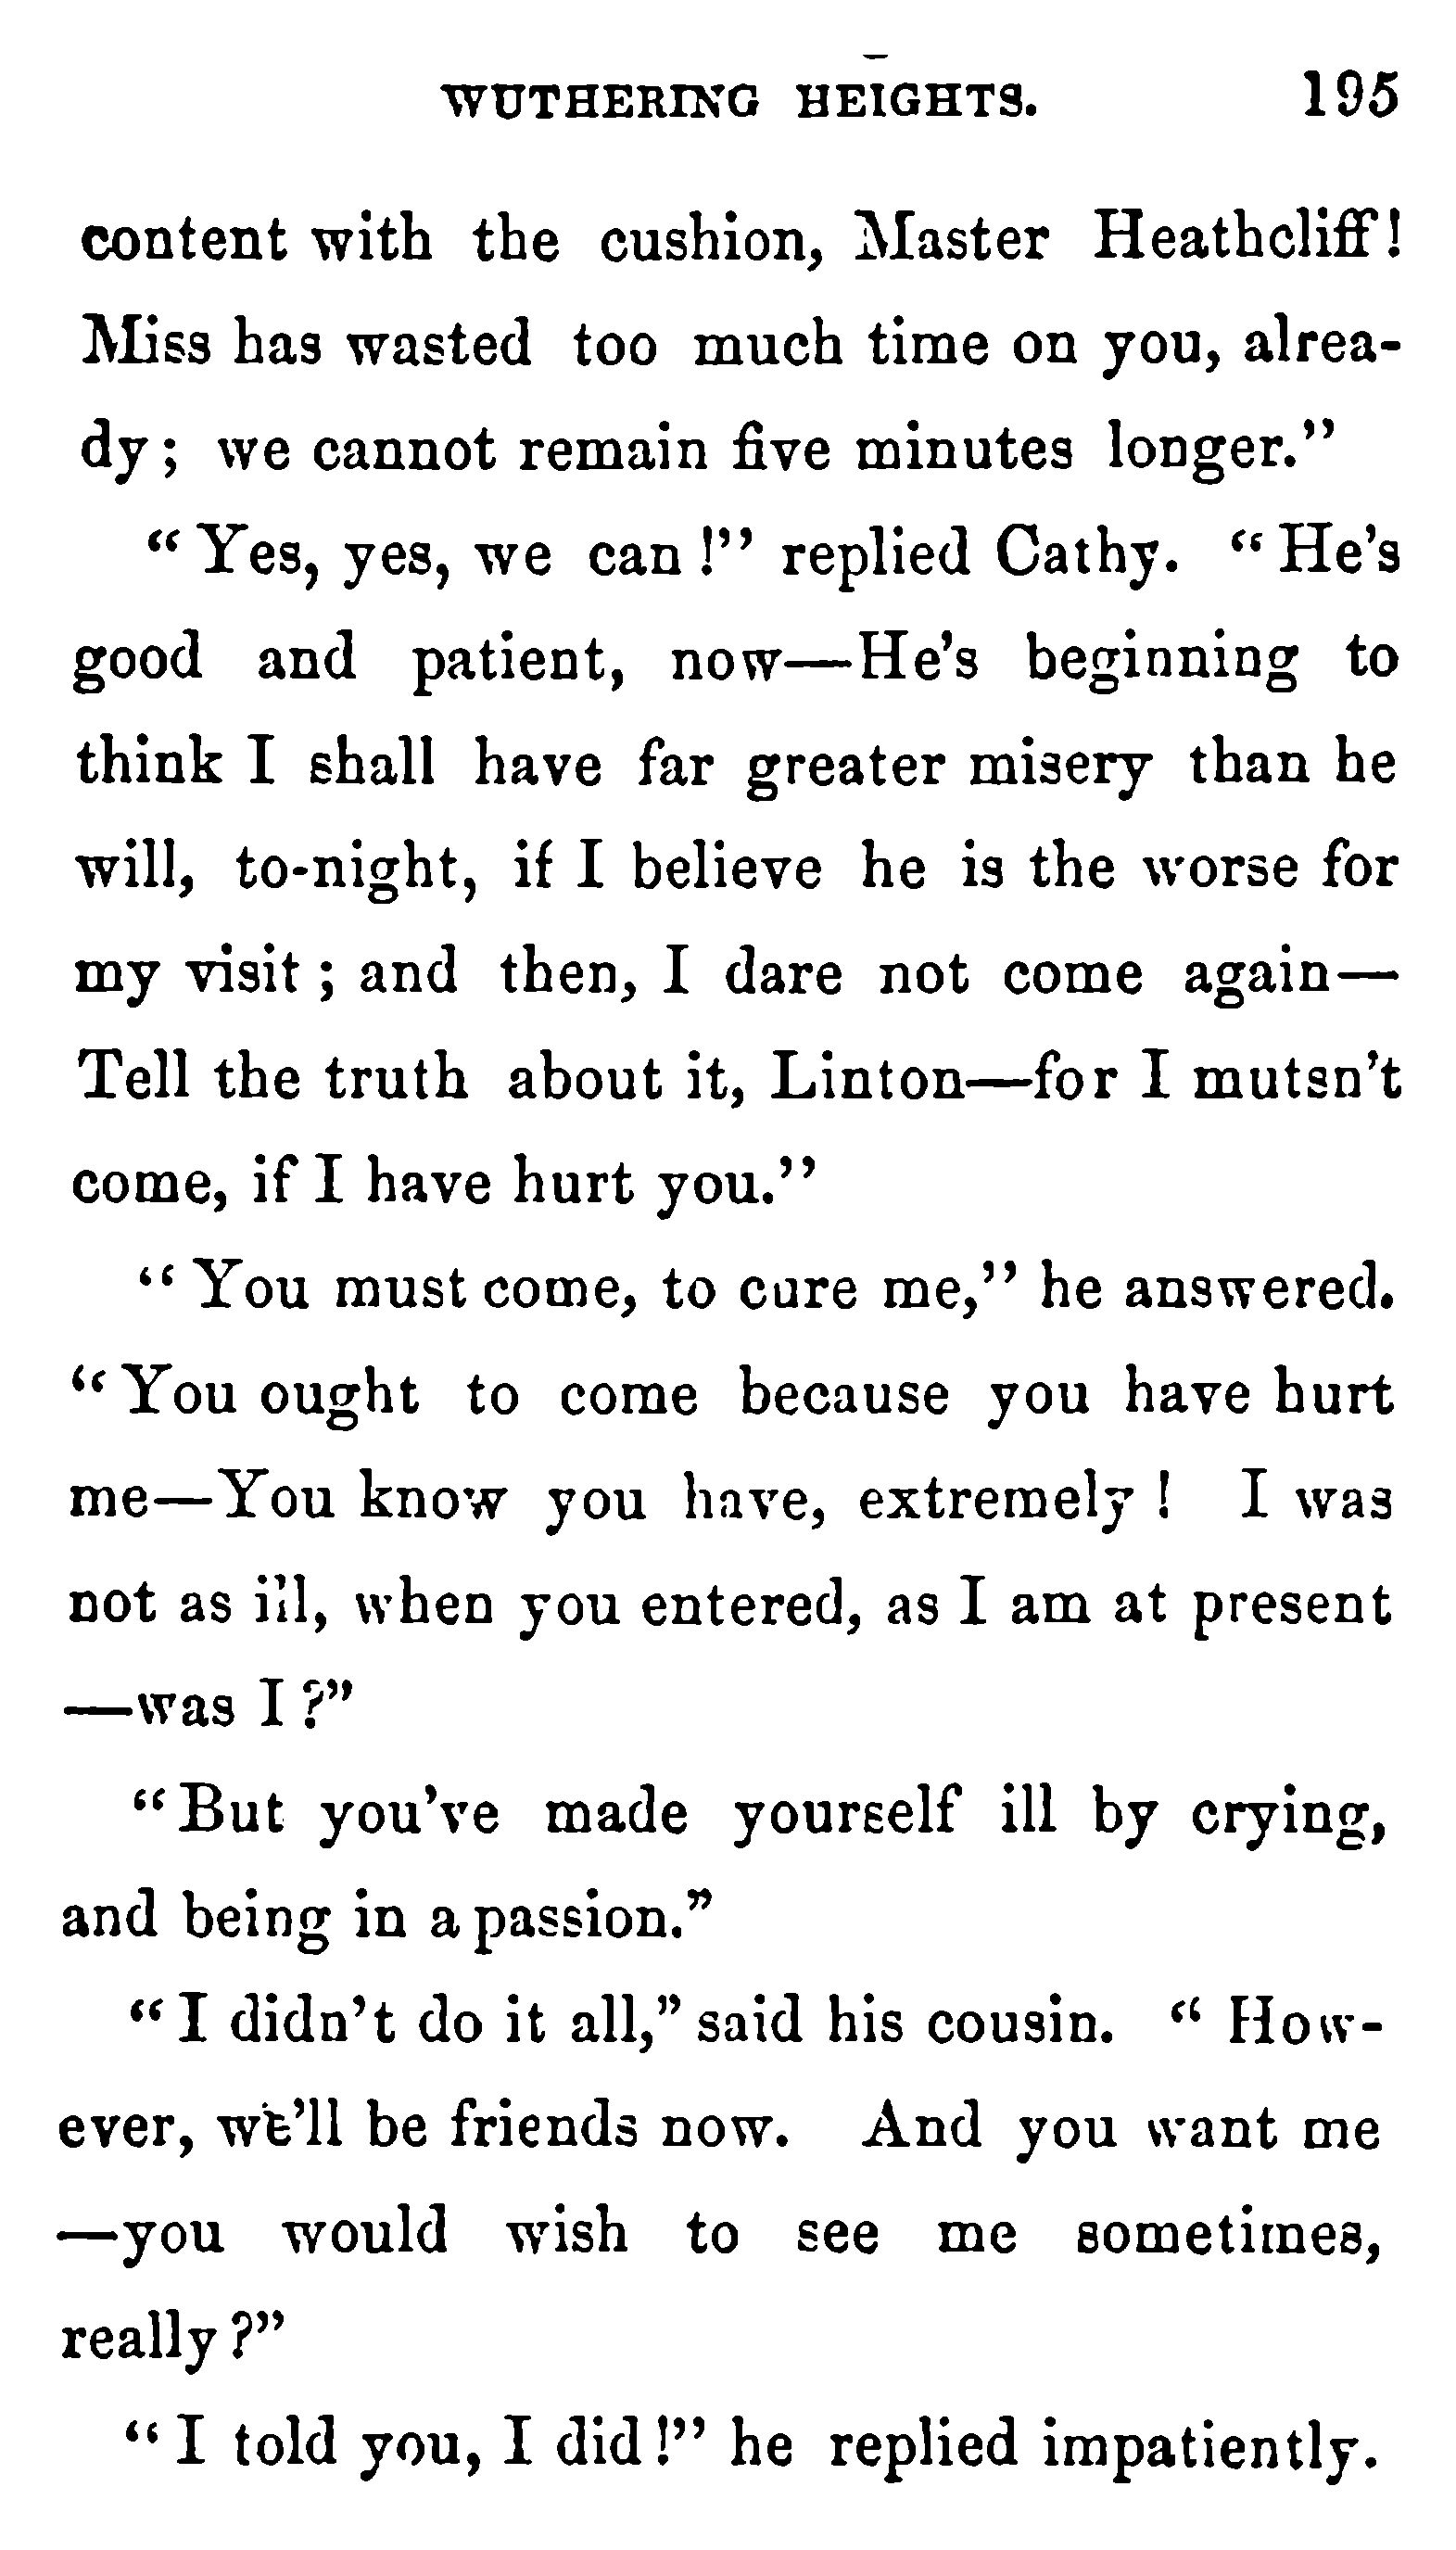 WUTHERING HEIGHTS. 195
content with the cushion, Master Heathcliff!
Miss has wasted too much time on you, alrea-
dy; we cannot remain five minutes longer.”
“Yes, yes, we can!” replied Cathy. “He’s
good and patient, now—He’s beginning to
think I shall have far greater misery than he
will, to-night, if I believe he is the worse for
my visit; and then, I dare not come again—
Tell the truth about it, Linton—for I mutsn’t
come, if I have hurt you.”
“You must come, to cure me,” he answered.
“You ought to come because you have hurt
me—You know you have, extremely! I was
not as ill, when you entered, as I am at present
—was I?”
“But you’ve made yourself ill by crying,
and being in a passion.”
“I didn’t do it all,” said his cousin. “How-
ever, we’ll be friends now. And you want me
—you would wish to see me sometimes,
really?”
“I told you, I did!” he replied impatiently.